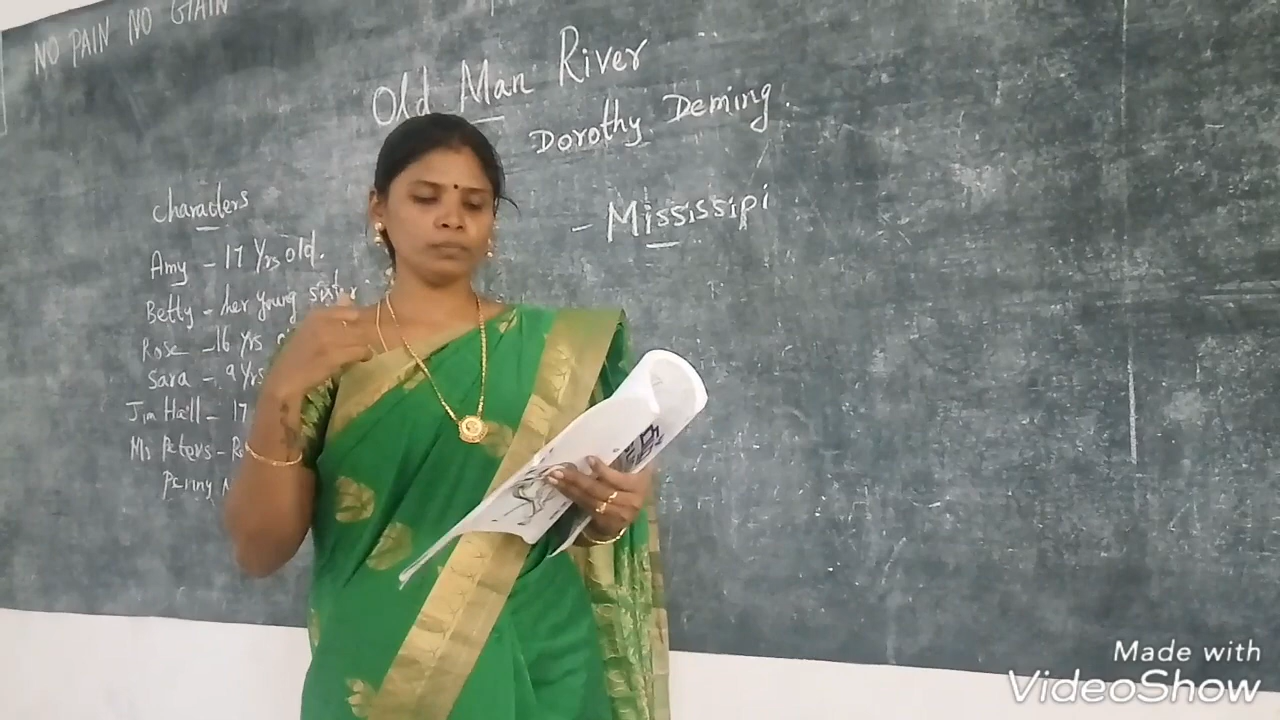 NO PAIN NO GAIN
Old Man River
Dorothy Deming.
- Mississipi
Characters
Amy - 17 Yrs old.
Betty - her young sister
Rose - 16 yrs
Sara - 9 Yrs
Jim Hall - 17
Ms Peters -
Penny
Made with
VideoShow